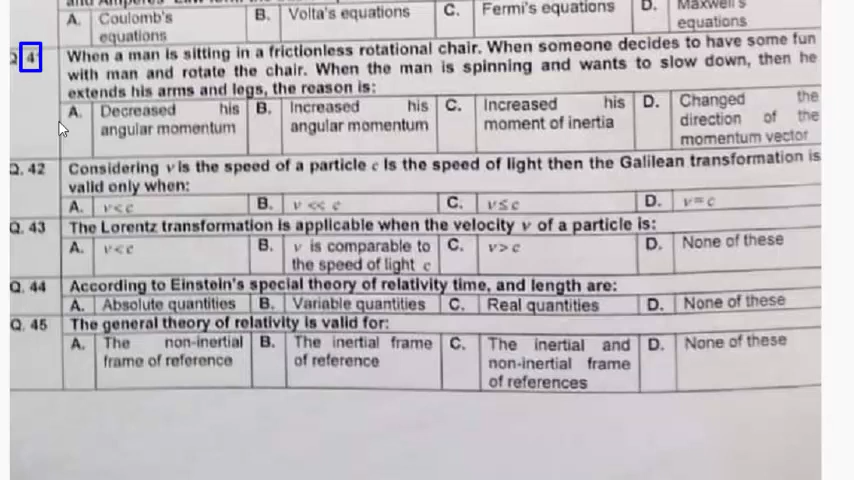 and Amperes' Law form the
A. Coulomb's equations B. Volta's equations C. Fermi's equations D. Maxwell's equations
Q 41 When a man is sitting in a frictionless rotational chair. When someone decides to have some fun
with man and rotate the chair. When the man is spinning and wants to slow down, then he
extends his arms and legs, the reason is:
A. Decreased his angular momentum B. Increased his angular momentum C. Increased his moment of inertia D. Changed the direction of the momentum vector
Q. 42 Considering v is the speed of a particle c is the speed of light then the Galilean transformation is
valid only when:
A. v<c B. v << c C. v≤c D. v=c
Q. 43 The Lorentz transformation is applicable when the velocity v of a particle is:
A. v<c B. v is comparable to the speed of light c C. v>c D. None of these
Q. 44 According to Einstein's special theory of relativity time, and length are:
A. Absolute quantities B. Variable quantities C. Real quantities D. None of these
Q. 45 The general theory of relativity is valid for:
A. The non-inertial frame of reference B. The inertial frame of reference C. The inertial and non-inertial frame of references D. None of these